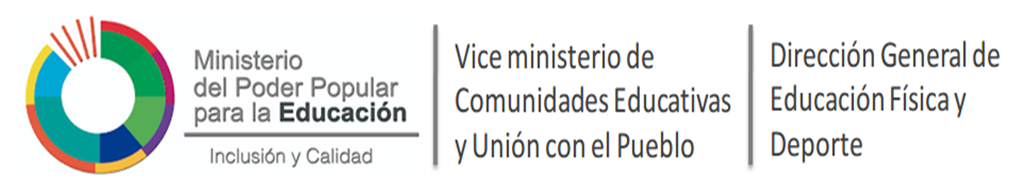 Ministerio
del Poder Popular
para la Educación
Inclusión y Calidad
Vice ministerio de
Comunidades Educativas
y Unión con el Pueblo
Dirección General de
Educación Física y
Deporte